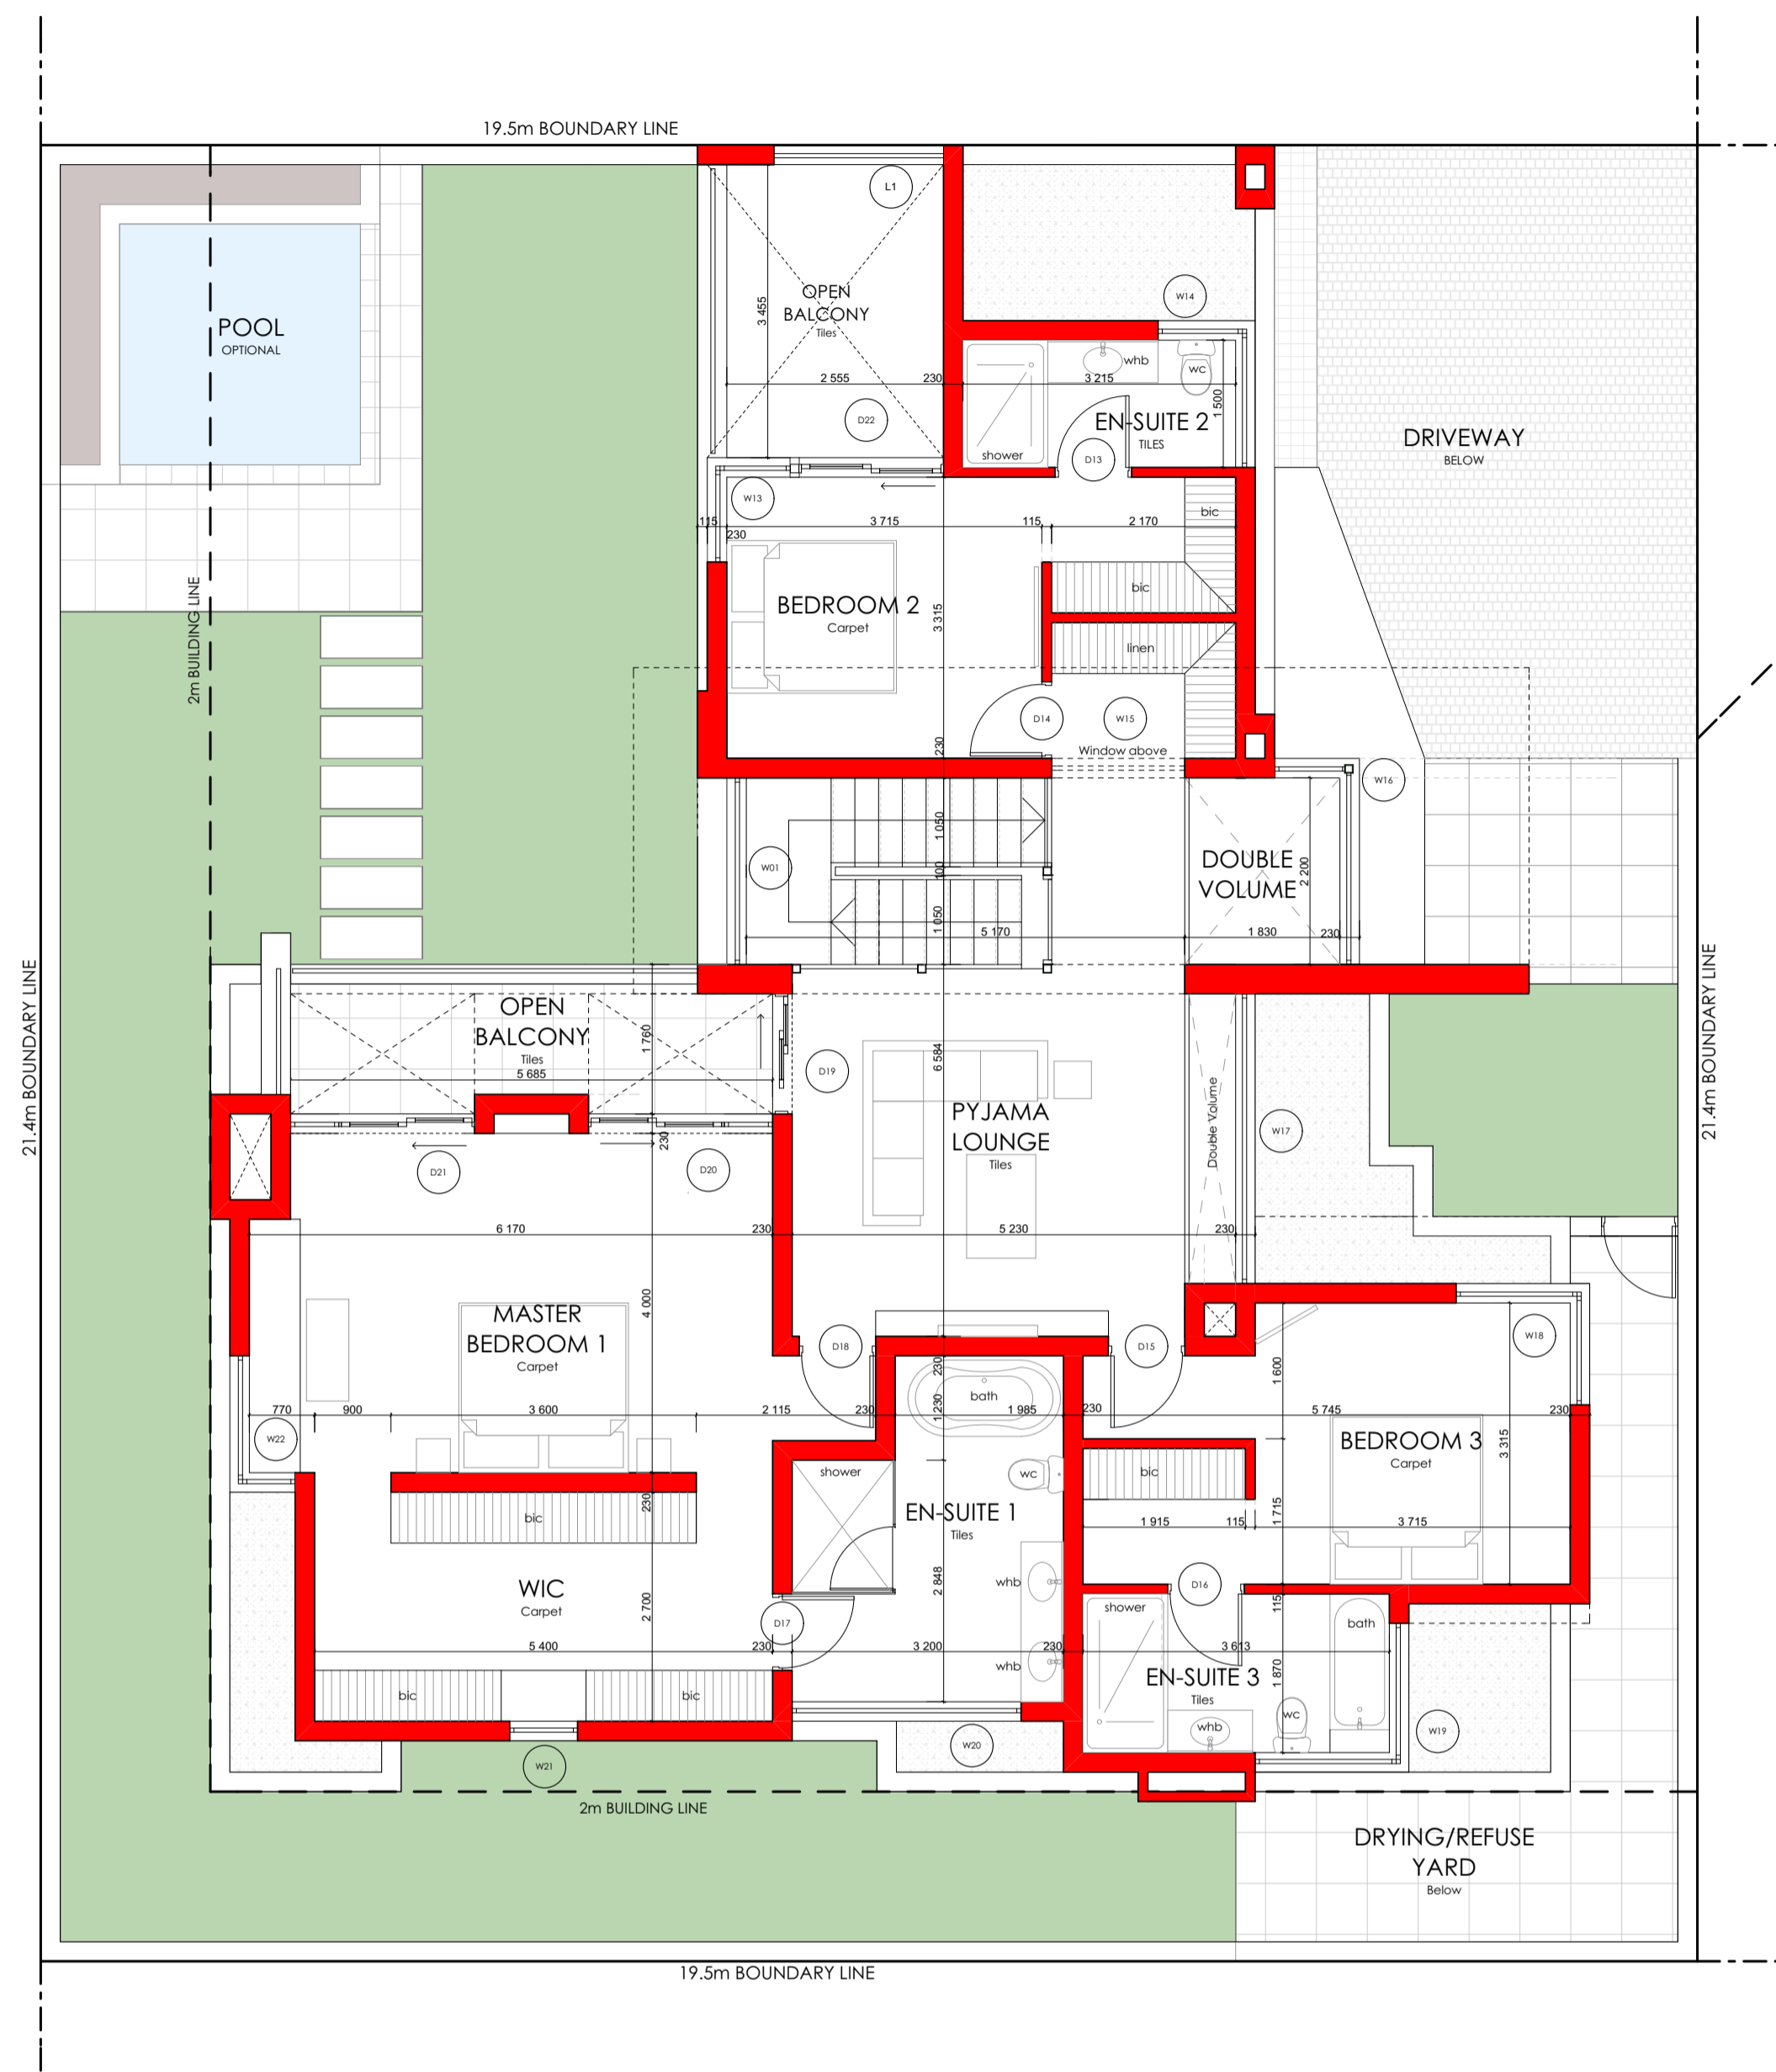 19.5m BOUNDARY LINE
L1
OPEN
BALCONY
Tiles
3 455
W14
POOL
OPTIONAL
whb
wc
2 555
230
3 215
1 500
D22
EN-SUITE 2
TILES
DRIVEWAY
BELOW
shower
D13
W13
bic
115
3 715
115
2 170
230
2m BUILDING LINE
BEDROOM 2
Carpet
3 315
bic
linen
D14
W15
230
Window above
W16
1 050
W01
100
DOUBLE
VOLUME
2 200
1 050
5 170
1 830
230
21.4m BOUNDARY LINE
21.4m BOUNDARY LINE
OPEN
BALCONY
Tiles
5 685
1 760
6 584
D19
PYJAMA
LOUNGE
Tiles
Double Volume
W17
230
D21
D20
6 170
230
5 230
230
MASTER
BEDROOM 1
Carpet
4 000
D18
D15
W18
230
1 600
bath
770
900
3 600
2 115
230
1 230
1 985
230
5 745
230
W22
BEDROOM 3
Carpet
3 315
shower
wc
bic
230
bic
EN-SUITE 1
Tiles
1 915
115
1 715
3 715
WIC
Carpet
2 700
2 848
whb
D16
D17
shower
115
bath
5 400
230
3 200
230
3 613
whb
EN-SUITE 3
Tiles
1 870
bic
bic
wc
whb
W20
W19
W21
2m BUILDING LINE
DRYING/REFUSE
YARD
Below
19.5m BOUNDARY LINE